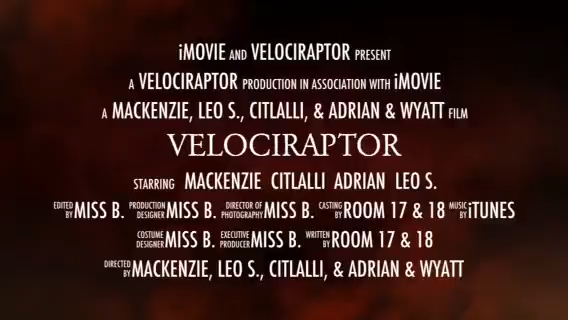 iMOVIE AND VELOCIRAPTOR PRESENT
A VELOCIRAPTOR PRODUCTION IN ASSOCIATION WITH iMOVIE
A MACKENZIE, LEO S., CITLALLI, & ADRIAN & WYATT FILM
VELOCIRAPTOR
STARRING MACKENZIE CITLALLI ADRIAN LEO S.
EDITED BY MISS B. PRODUCTION DESIGNER MISS B. DIRECTOR OF PHOTOGRAPHY MISS B. CASTING BY ROOM 17 & 18 MUSIC BY iTUNES
COSTUME DESIGNER MISS B. EXECUTIVE PRODUCER MISS B. WRITTEN BY ROOM 17 & 18
DIRECTED BY MACKENZIE, LEO S., CITLALLI, & ADRIAN & WYATT